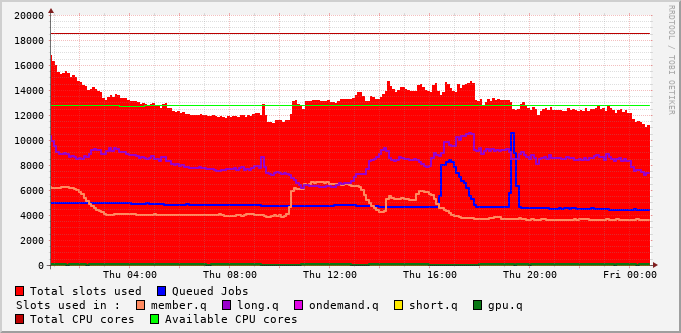 RRDTOOL / TOBI OETIKER
20000
18000
16000
14000
12000
10000
8000
6000
4000
2000
0
Thu 04:00 Thu 08:00 Thu 12:00 Thu 16:00 Thu 20:00 Fri 00:00
Total slots used Queued Jobs
Slots used in : member.q long.q ondemand.q short.q gpu.q
Total CPU cores Available CPU cores